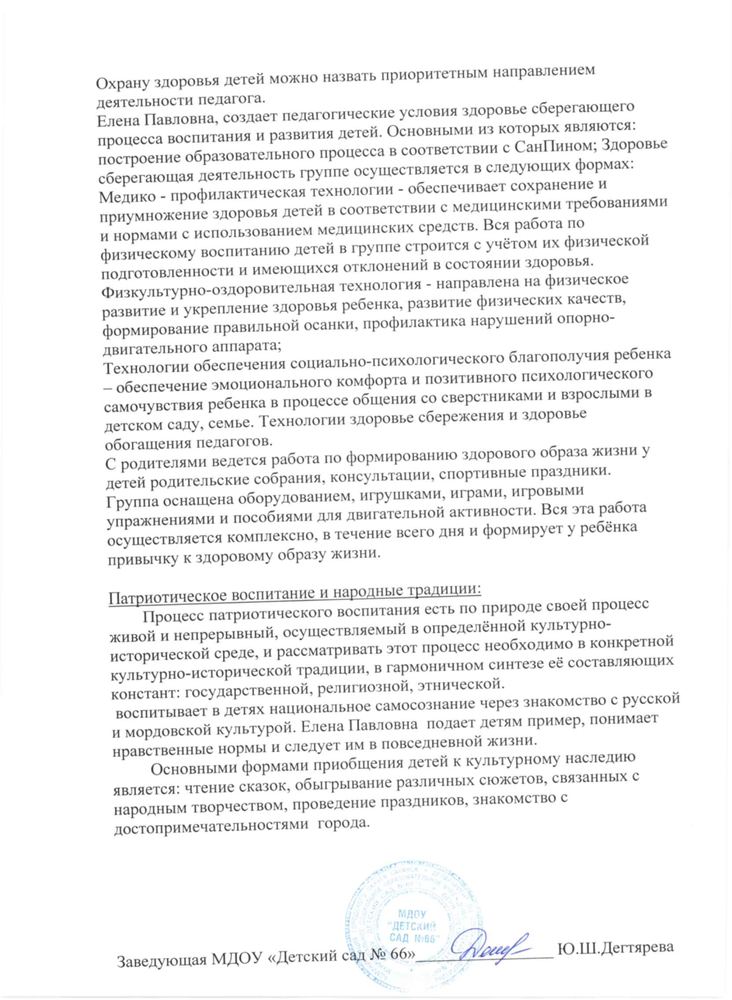 Охрану здоровья детей можно назвать приоритетным направлением
деятельности педагога.
Елена Павловна, создает педагогические условия здоровье сберегающего
процесса воспитания и развития детей. Основными из которых являются:
построение образовательного процесса в соответствии с СанПином; Здоровье
сберегающая деятельность группе осуществляется в следующих формах:
Медико - профилактическая технологии - обеспечивает сохранение и
приумножение здоровья детей в соответствии с медицинскими требованиями
и нормами с использованием медицинских средств. Вся работа по
физическому воспитанию детей в группе строится с учётом их физической
подготовленности и имеющихся отклонений в состоянии здоровья.
Физкультурно-оздоровительная технология - направлена на физическое
развитие и укрепление здоровья ребенка, развитие физических качеств,
формирование правильной осанки, профилактика нарушений опорно-
двигательного аппарата;
Технологии обеспечения социально-психологического благополучия ребенка
– обеспечение эмоционального комфорта и позитивного психологического
самочувствия ребенка в процессе общения со сверстниками и взрослыми в
детском саду, семье. Технологии здоровье сбережения и здоровье
обогащения педагогов.
С родителями ведется работа по формированию здорового образа жизни у
детей родительские собрания, консультации, спортивные праздники.
Группа оснащена оборудованием, игрушками, играми, игровыми
упражнениями и пособиями для двигательной активности. Вся эта работа
осуществляется комплексно, в течение всего дня и формирует у ребёнка
привычку к здоровому образу жизни.
Патриотическое воспитание и народные традиции:
Процесс патриотического воспитания есть по природе своей процесс
живой и непрерывный, осуществляемый в определённой культурно-
исторической среде, и рассматривать этот процесс необходимо в конкретной
культурно-исторической традиции, в гармоничном синтезе её составляющих
констант: государственной, религиозной, этнической.
воспитывает в детях национальное самосознание через знакомство с русской
и мордовской культурой. Елена Павловна подает детям пример, понимает
нравственные нормы и следует им в повседневной жизни.
Основными формами приобщения детей к культурному наследию
является: чтение сказок, обыгрывание различных сюжетов, связанных с
народным творчеством, проведение праздников, знакомство с
достопримечательностями города.
МДОУ
"ДЕТСКИЙ
САД №66"
Заведующая МДОУ «Детский сад № 66»________________ Ю.Ш.Дегтярева